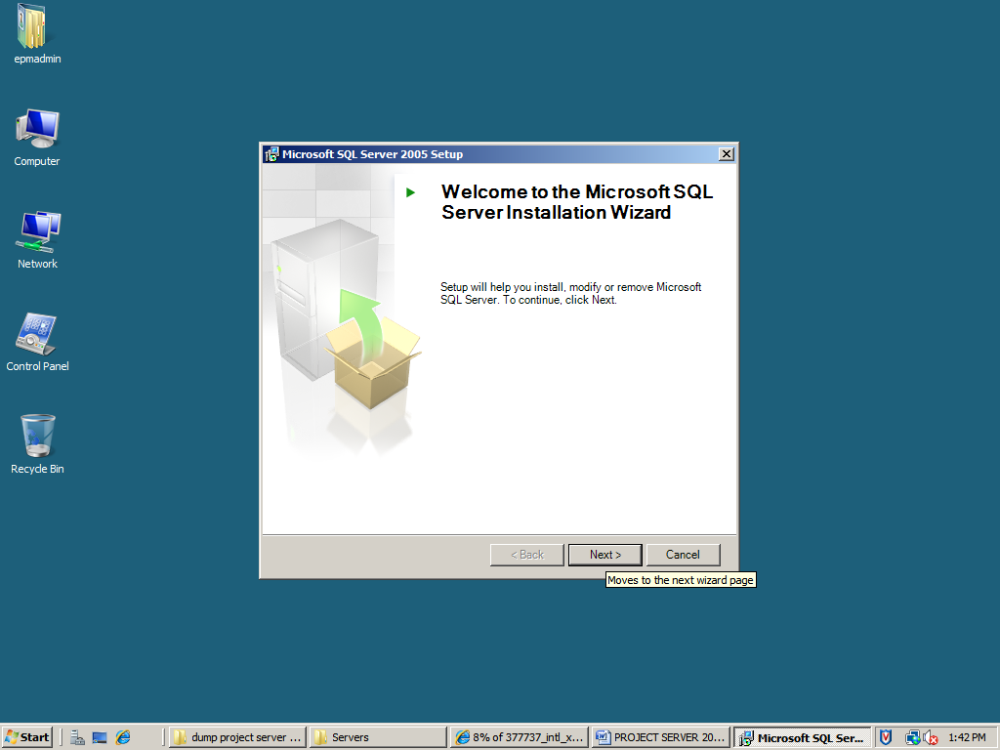 epmadmin
Computer
Network
Control Panel
Recycle Bin
Microsoft SQL Server 2005 Setup
Welcome to the Microsoft SQL
Server Installation Wizard
Setup will help you install, modify or remove Microsoft
SQL Server. To continue, click Next.
< Back
Next >
Cancel
Moves to the next wizard page
Start
dump project server ...
Servers
8% of 377737_intl_x...
PROJECT SERVER 20...
Microsoft SQL Ser...
1:42 PM